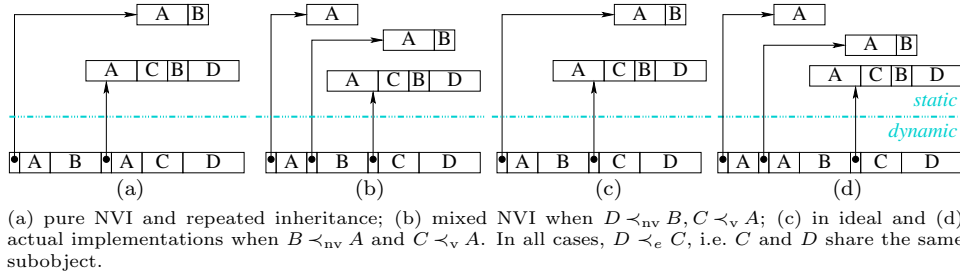 A B A A
A B A B
A C B D A C B D A C B D A C B D
static
dynamic
A B A C D A B C D A B A C D A A B C D
(a) (b) (c) (d)
(a) pure NVI and repeated inheritance; (b) mixed NVI when D ≺nv B, C ≺v A; (c) in ideal and (d)
actual implementations when B ≺nv A and C ≺v A. In all cases, D ≺e C, i.e. C and D share the same
subobject.